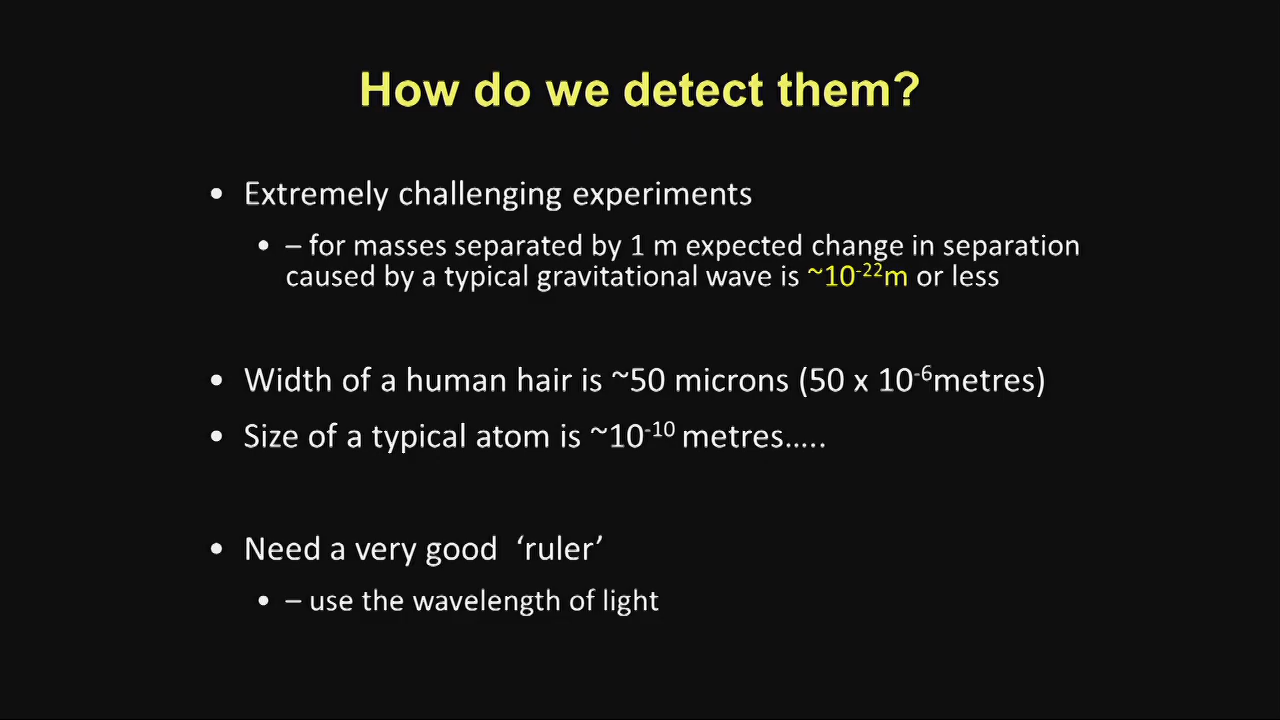 How do we detect them?
• Extremely challenging experiments
• – for masses separated by 1 m expected change in separation
caused by a typical gravitational wave is ~10⁻²²m or less
• Width of a human hair is ~50 microns (50 x 10⁻⁶metres)
• Size of a typical atom is ~10⁻¹⁰ metres…..
• Need a very good ‘ruler’
• – use the wavelength of light